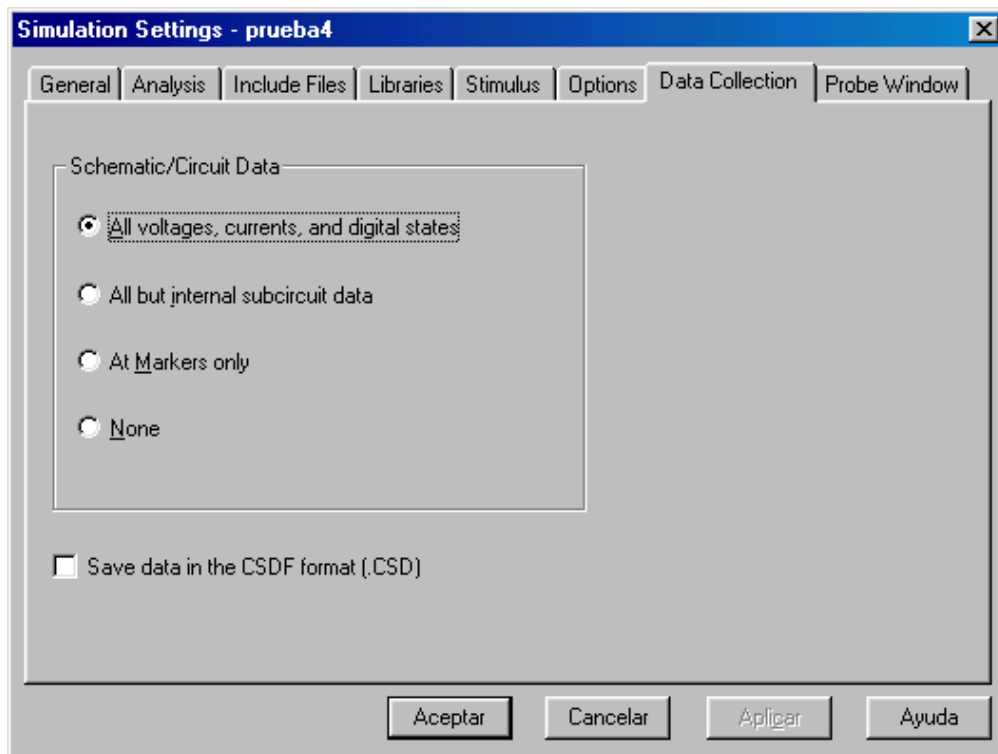 Simulation Settings - prueba4
General Analysis Include Files Libraries Stimulus Options Data Collection Probe Window
Schematic/Circuit Data
All voltages, currents, and digital states
All but internal subcircuit data
At Markers only
None
Save data in the CSDF format (.CSD)
Aceptar Cancelar Aplicar Ayuda